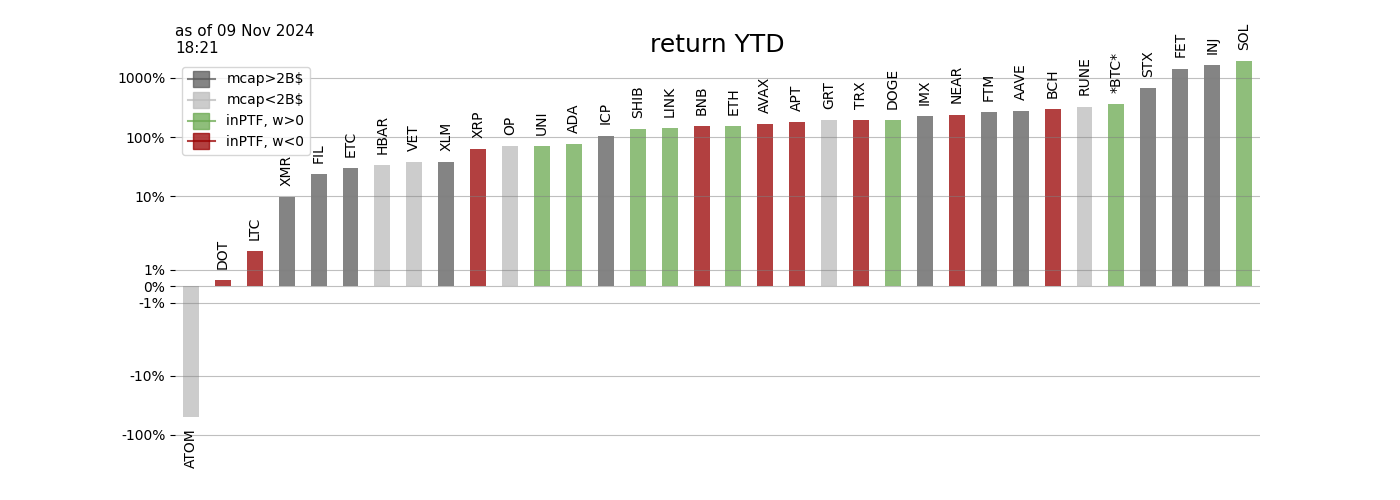 as of 09 Nov 2024
18:21
return YTD
mcap>2B$
mcap<2B$
inPTF, w>0
inPTF, w<0
1000%
100%
10%
1%
0%
-1%
-10%
-100%
ATOM
DOT
LTC
XMR
FIL
ETC
HBAR
VET
XLM
XRP
OP
UNI
ADA
ICP
SHIB
LINK
BNB
ETH
AVAX
APT
GRT
TRX
DOGE
IMX
NEAR
FTM
AAVE
BCH
RUNE
*BTC*
STX
FET
INJ
SOL